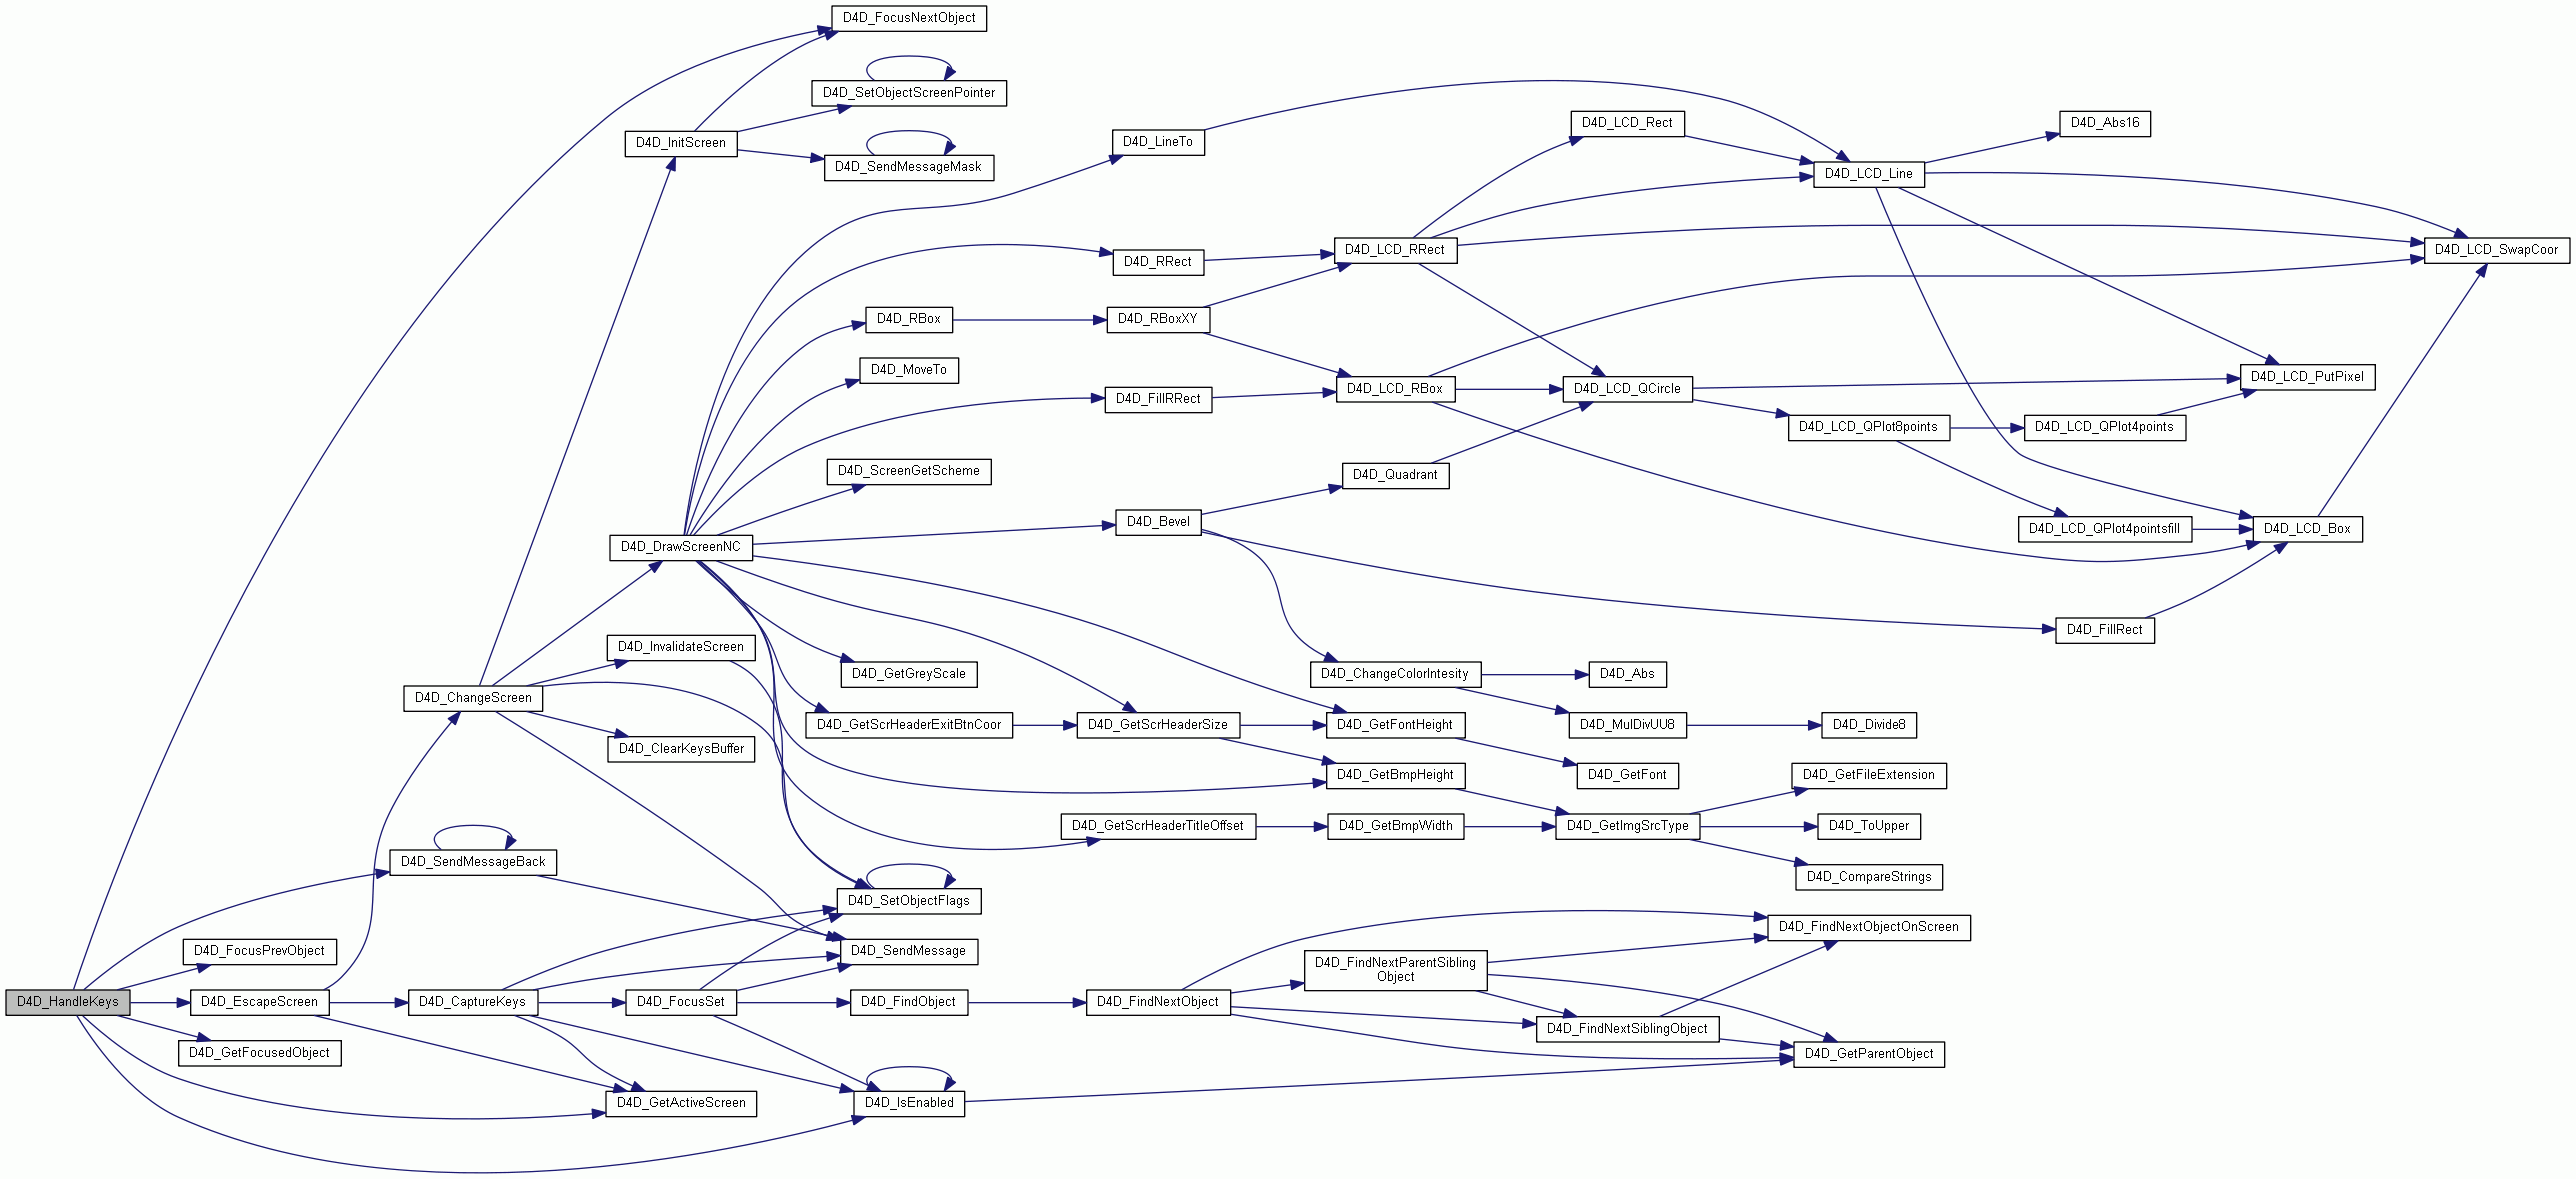 D4D_FocusNextObject
D4D_SetObjectScreenPointer
D4D_InitScreen
D4D_SendMessageMask
D4D_LineTo
D4D_LCD_Rect
D4D_Abs16
D4D_LCD_Line
D4D_RRect
D4D_LCD_RRect
D4D_LCD_SwapCoor
D4D_RBox
D4D_RBoxXY
D4D_MoveTo
D4D_FillRRect
D4D_LCD_RBox
D4D_LCD_QCircle
D4D_LCD_PutPixel
D4D_LCD_QPlot8points
D4D_LCD_QPlot4points
D4D_ScreenGetScheme
D4D_Quadrant
D4D_DrawScreenNC
D4D_Bevel
D4D_LCD_QPlot4pointsfill
D4D_LCD_Box
D4D_FillRect
D4D_InvalidateScreen
D4D_GetGreyScale
D4D_ChangeColorIntesity
D4D_Abs
D4D_ChangeScreen
D4D_GetScrHeaderExitBtnCoor
D4D_GetScrHeaderSize
D4D_GetFontHeight
D4D_MulDivUU8
D4D_Divide8
D4D_ClearKeysBuffer
D4D_GetBmpHeight
D4D_GetFont
D4D_GetFileExtension
D4D_GetScrHeaderTitleOffset
D4D_GetBmpWidth
D4D_GetImgSrcType
D4D_ToUpper
D4D_SendMessageBack
D4D_CompareStrings
D4D_SetObjectFlags
D4D_FindNextObjectOnScreen
D4D_FocusPrevObject
D4D_SendMessage
D4D_FindNextParentSibling
Object
D4D_HandleKeys
D4D_EscapeScreen
D4D_CaptureKeys
D4D_FocusSet
D4D_FindObject
D4D_FindNextObject
D4D_FindNextSiblingObject
D4D_GetFocusedObject
D4D_GetParentObject
D4D_GetActiveScreen
D4D_IsEnabled